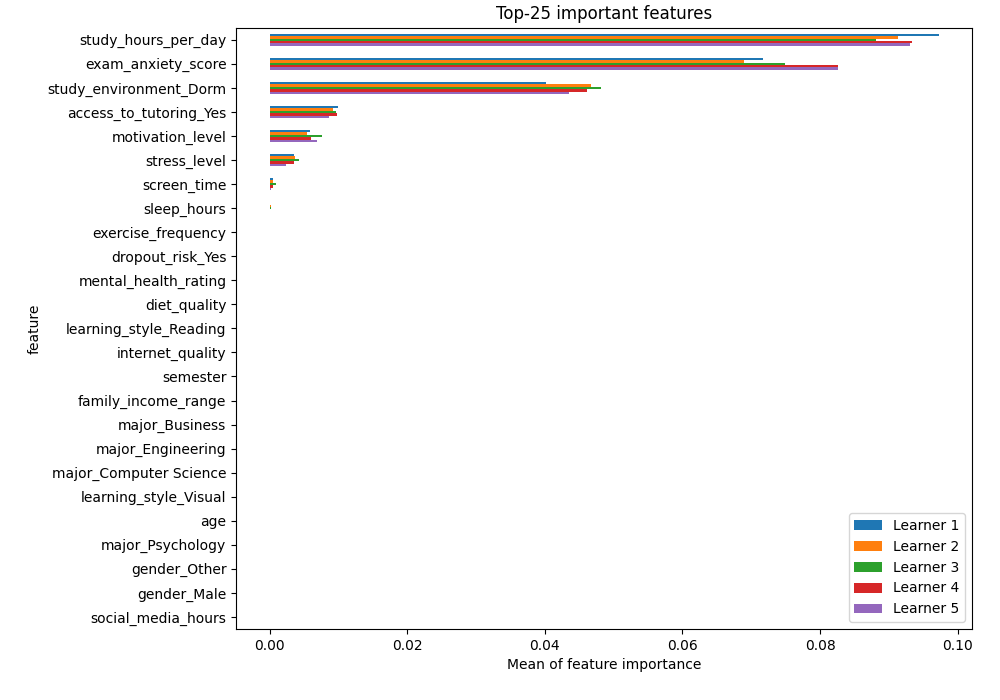 Top-25 important features
study_hours_per_day
exam_anxiety_score
study_environment_Dorm
access_to_tutoring_Yes
motivation_level
stress_level
screen_time
sleep_hours
exercise_frequency
dropout_risk_Yes
mental_health_rating
diet_quality
learning_style_Reading
internet_quality
semester
family_income_range
major_Business
major_Engineering
major_Computer Science
learning_style_Visual
age
major_Psychology
gender_Other
gender_Male
social_media_hours
feature
Learner 1
Learner 2
Learner 3
Learner 4
Learner 5
0.00 0.02 0.04 0.06 0.08 0.10
Mean of feature importance